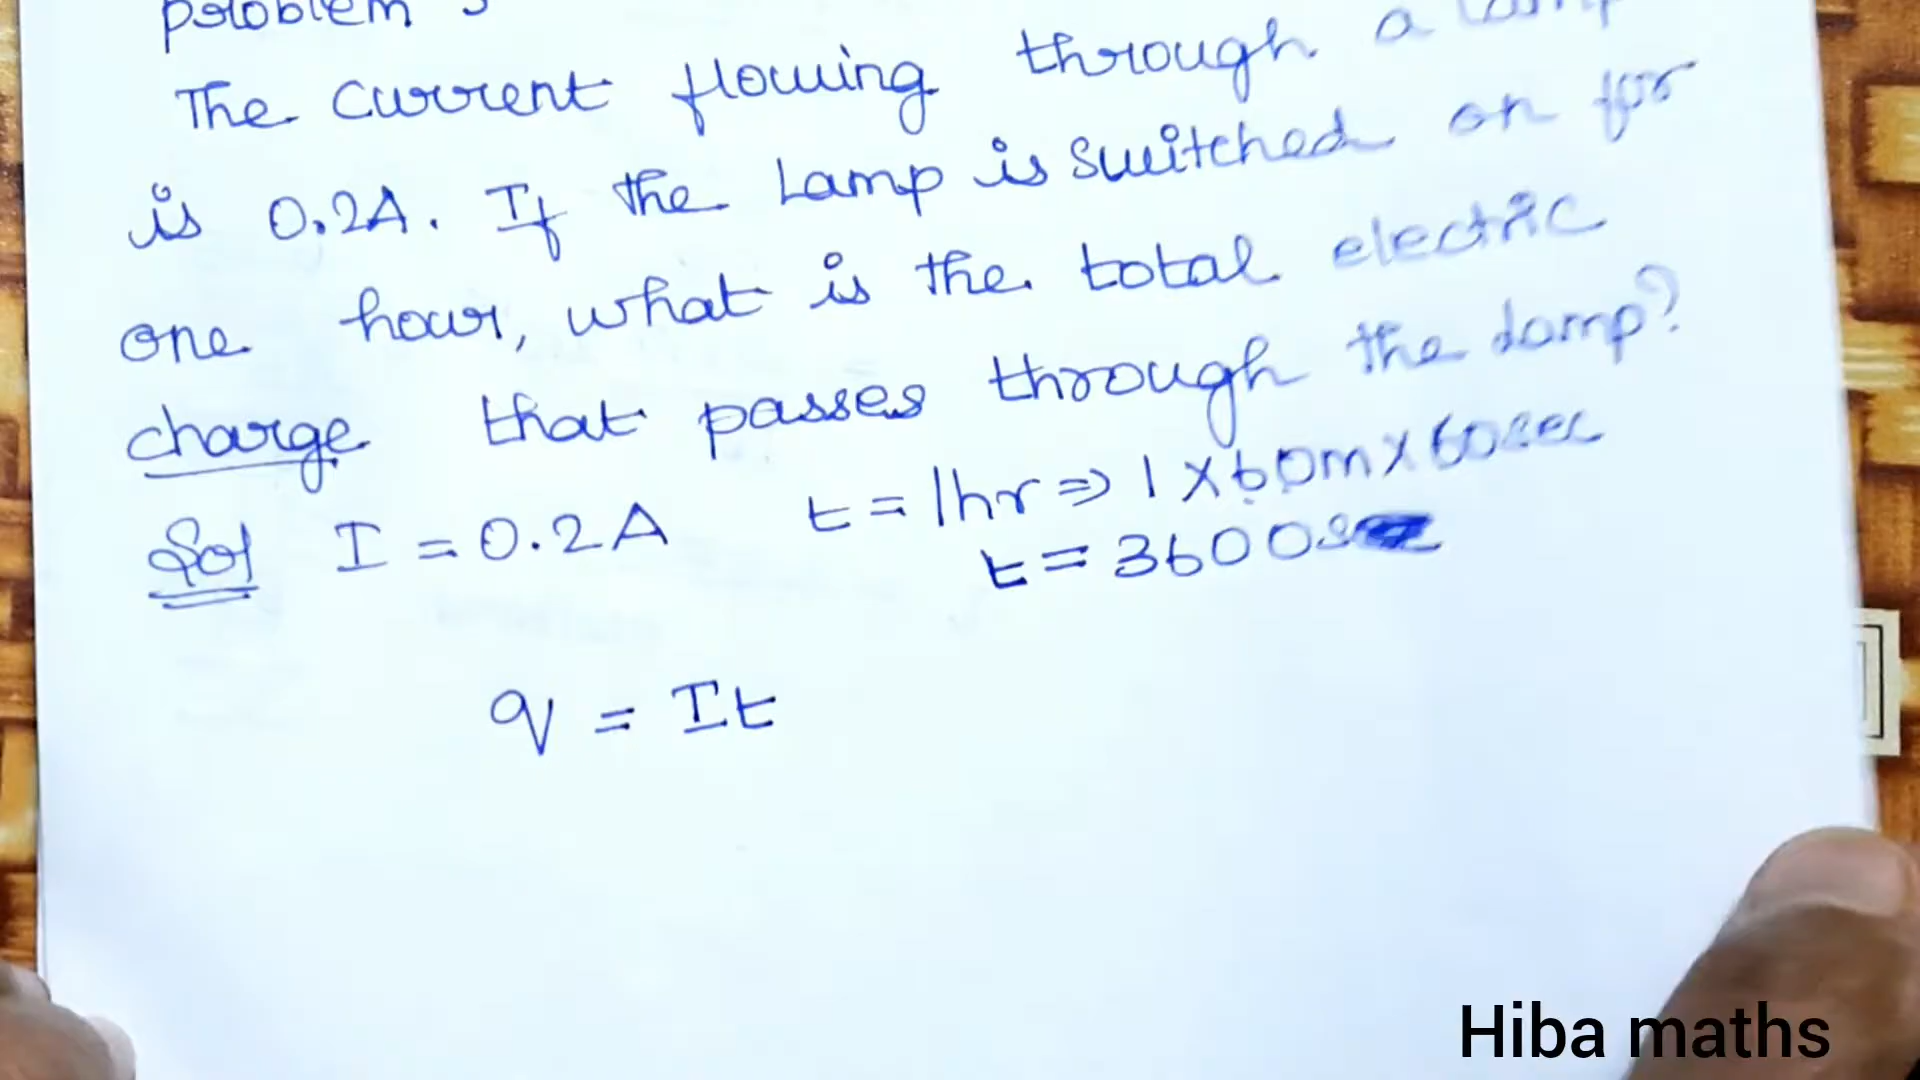 problem
The current flowing through a lamp
is 0.2A. If the Lamp is switched on for
one hour, what is the total electric
charge that passes through the lamp?
Sol I = 0.2A t = 1hr ⇒ 1 X 60m X 60sec
t = 3600s
q = It
Hiba maths